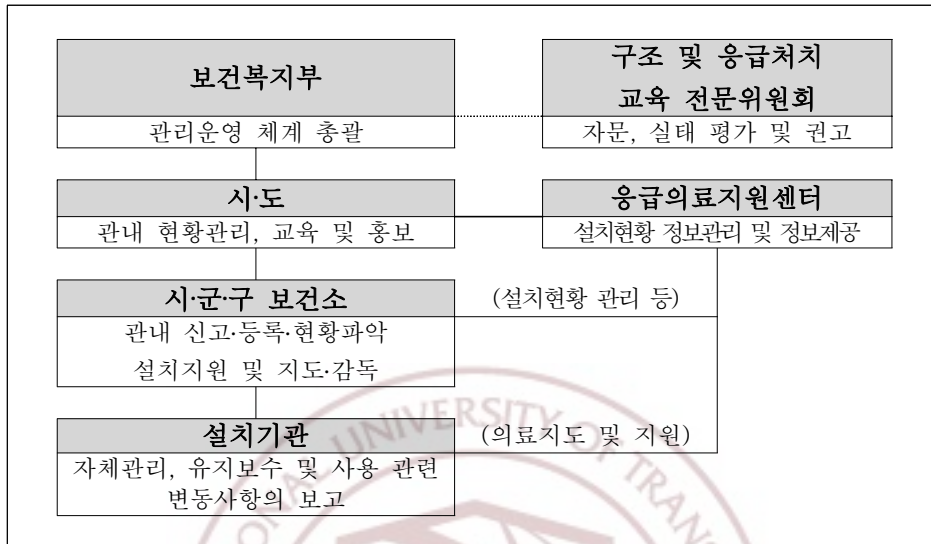 보건복지부
관리운영 체계 총괄
구조 및 응급처치
교육 전문위원회
자문, 실태 평가 및 권고
시·도
관내 현황관리, 교육 및 홍보
응급의료지원센터
설치현황 정보관리 및 정보제공
시·군·구 보건소
관내 신고·등록·현황파악
설치지원 및 지도·감독
(설치현황 관리 등)
설치기관
자체관리, 유지보수 및 사용 관련
변동사항의 보고
(의료지도 및 지원)
UNIVERSITY OF TRANS